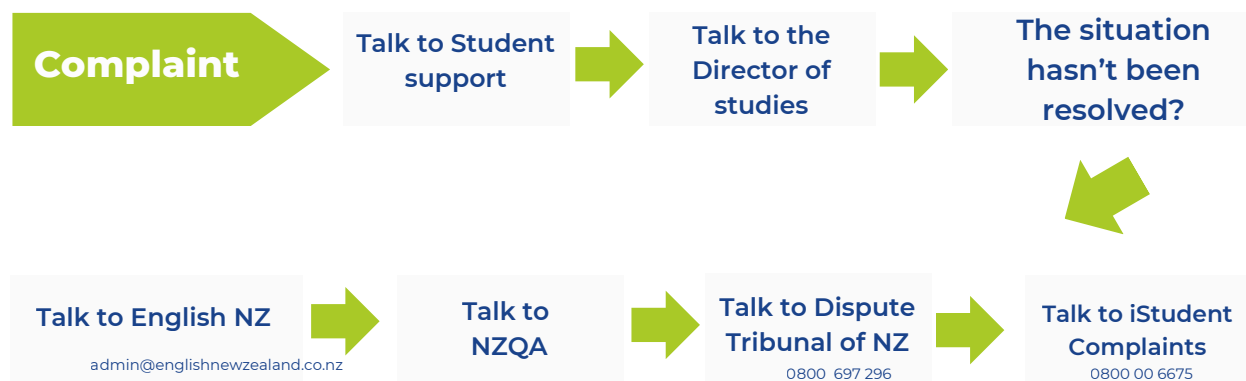 Complaint
Talk to Student
support
Talk to the
Director of
studies
The situation
hasn't been
resolved?
Talk to English NZ
admin@englishnewzealand.co.nz
Talk to
NZQA
Talk to Dispute
Tribunal of NZ
0800 697 296
Talk to iStudent
Complaints
0800 00 6675